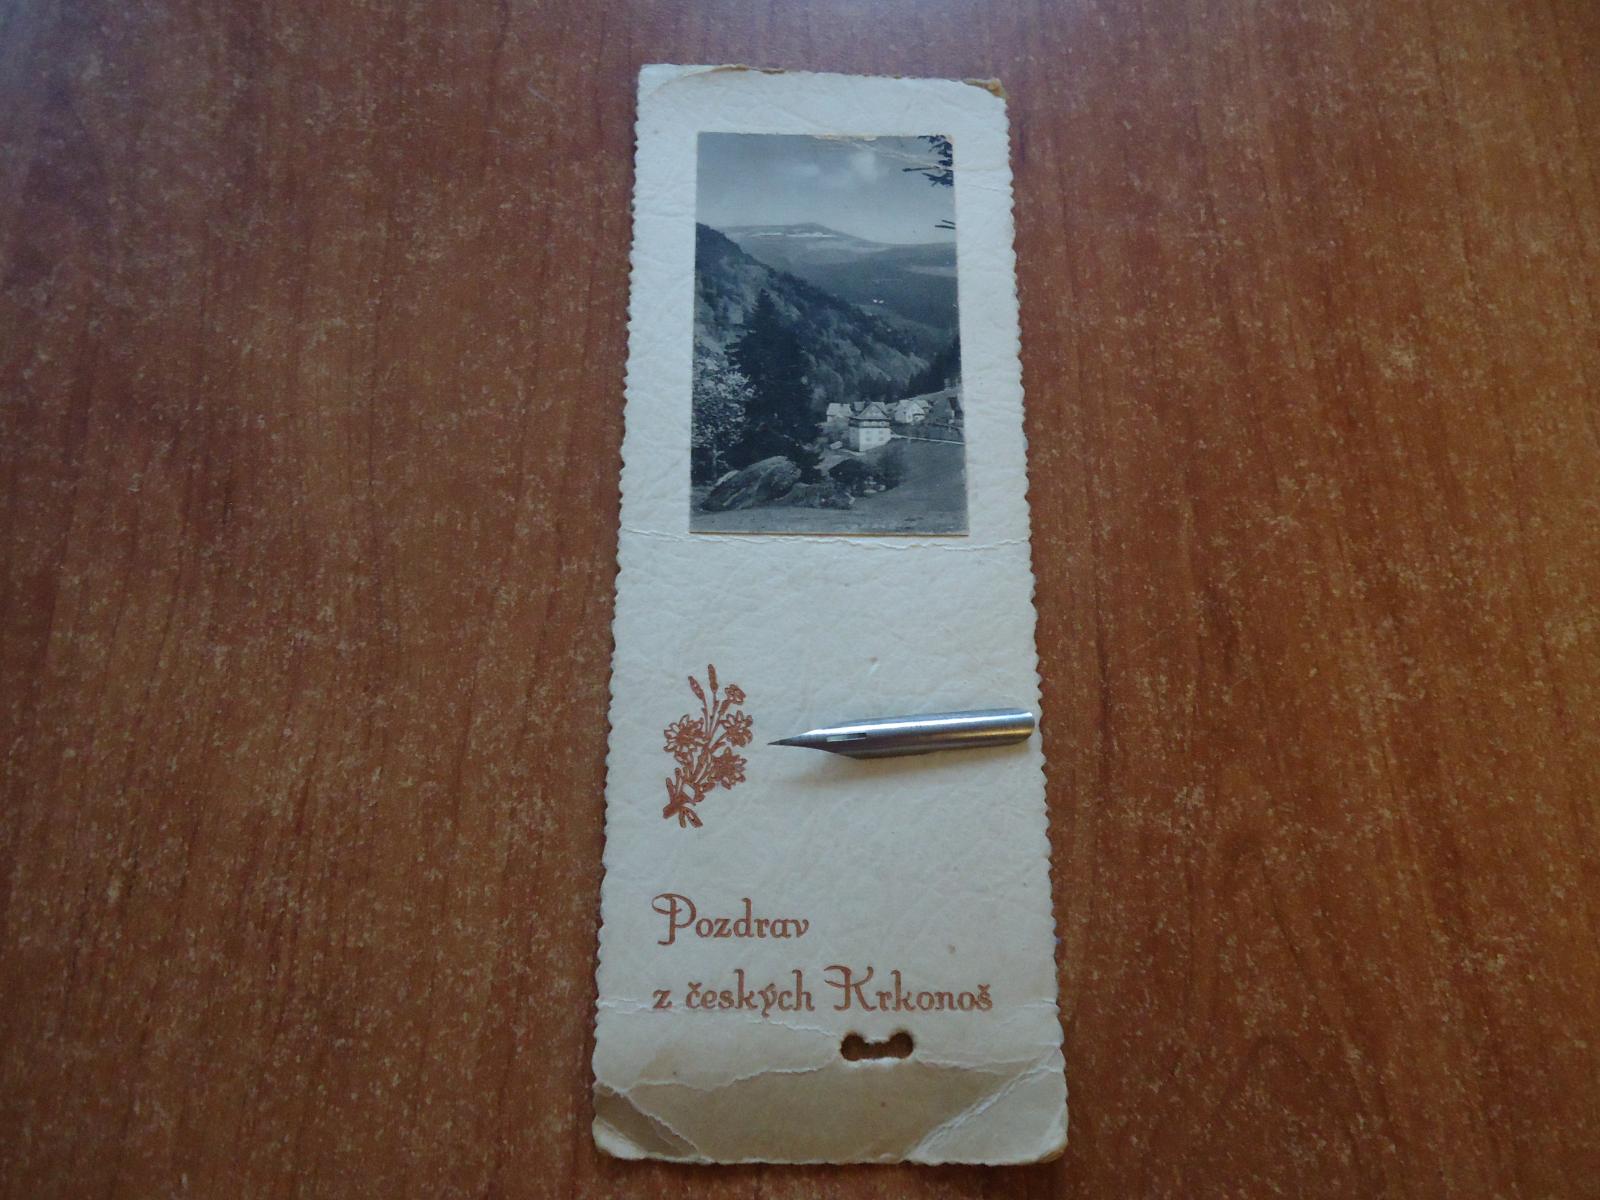 Pozdrav
z českých Krkonoš